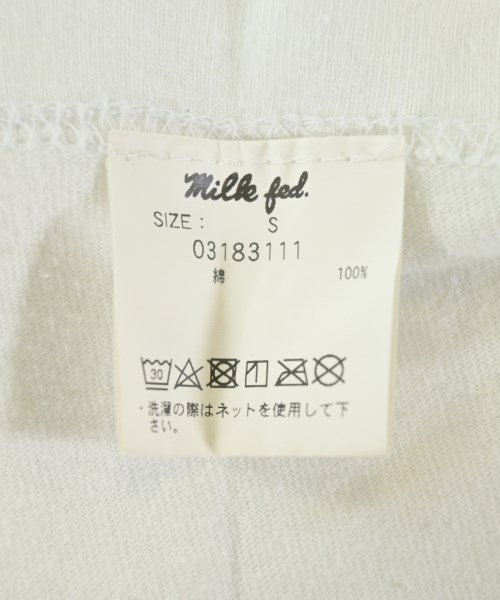 Milk fed.
SIZE: S
03183111
綿 100%
30
・洗濯の際はネットを使用して下
さい。